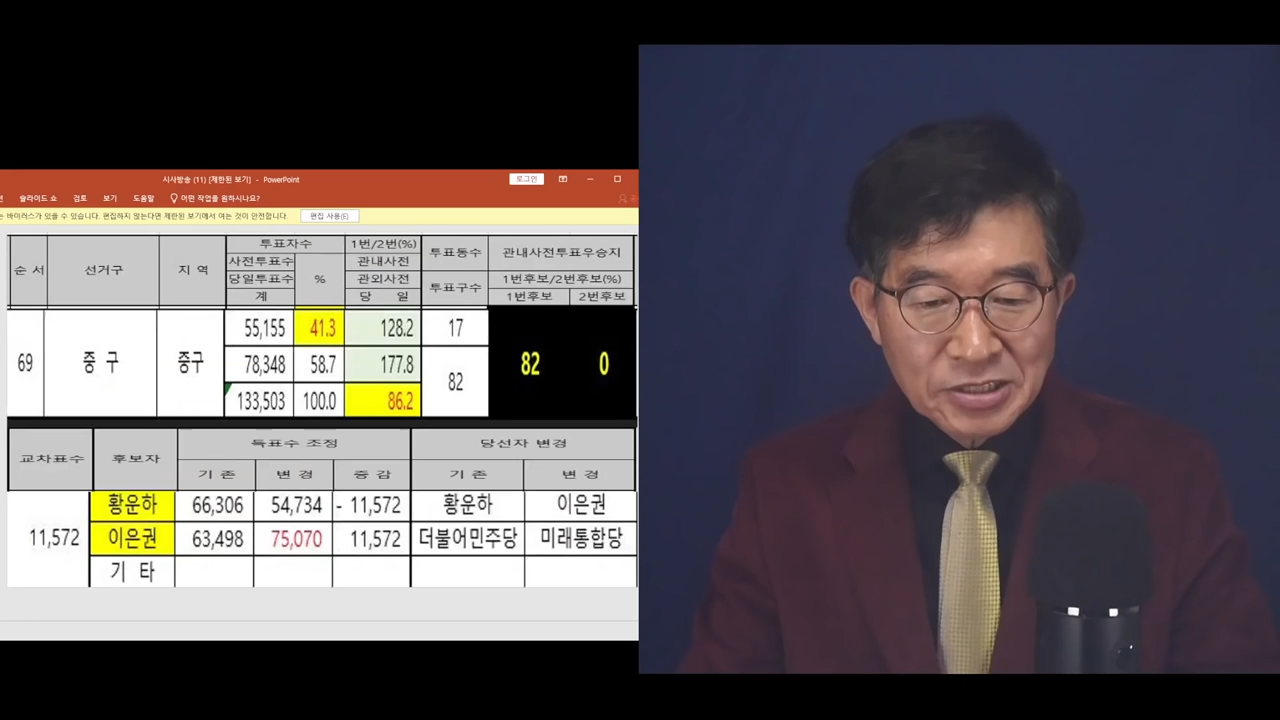 시사방송 (11) [제한된 보기] - PowerPoint 로그인
슬라이드 쇼 검토 보기 도움말 어떤 작업을 원하시나요?
바이러스가 있을 수 있습니다. 편집하지 않는다면 제한된 보기에서 여는 것이 안전합니다. 편집 사용(E)
순 서 선거구 지 역 투표자수 1번/2번(%) 투표동수 관내사전투표우승지
사전투표수 % 관내사전
당일투표수 관외사전 투표구수 1번후보/2번후보(%)
계 당 일 1번후보 2번후보
69 중 구 중구 55,155 41.3 128.2 17 82 0
78,348 58.7 177.8 82
133,503 100.0 86.2
교차표수 후보자 득표수 조정 당선자 변경
기 존 변 경 증 감 기 존 변 경
11,572 황운하 66,306 54,734 - 11,572 황운하 이은권
이은권 63,498 75,070 11,572 더불어민주당 미래통합당
기 타